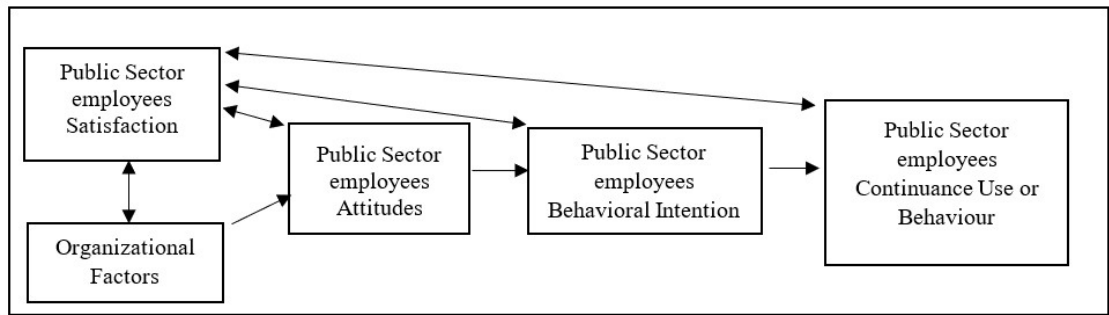 Public Sector
employees
Satisfaction
Organizational
Factors
Public Sector
employees
Attitudes
Public Sector
employees
Behavioral Intention
Public Sector
employees
Continuance Use or
Behaviour